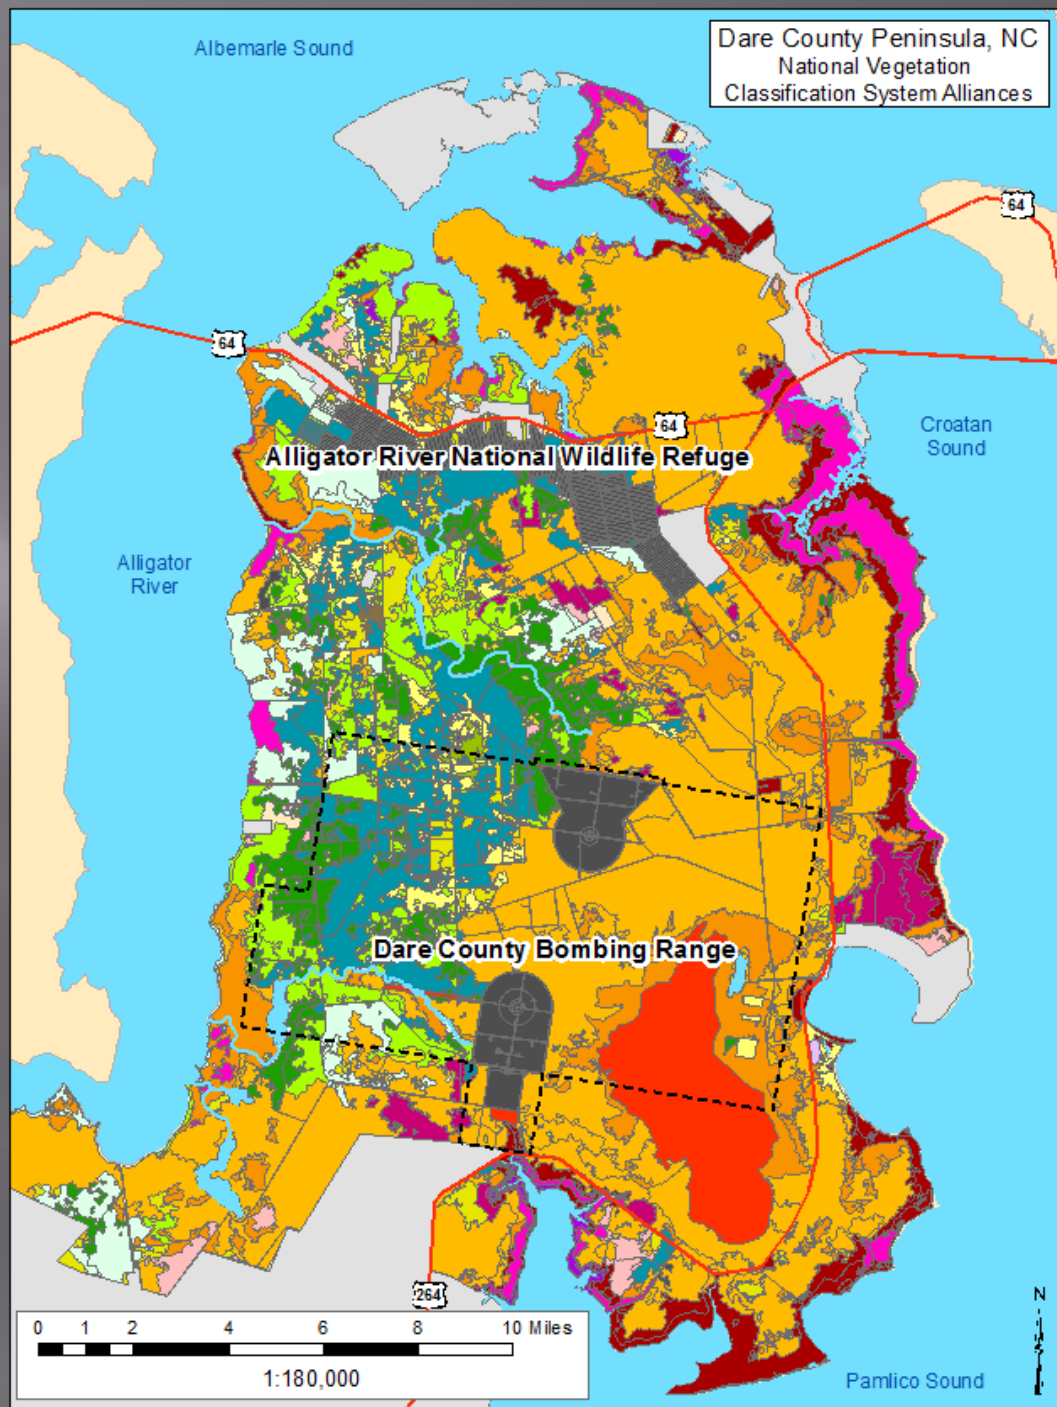 Dare County Peninsula, NC
National Vegetation
Classification System Alliances
Albemarle Sound
64
64
64
Alligator River National Wildlife Refuge
Croatan
Sound
Alligator
River
Dare County Bombing Range
264
0 1 2 4 6 8 10 Miles
1:180,000
N
Pamlico Sound